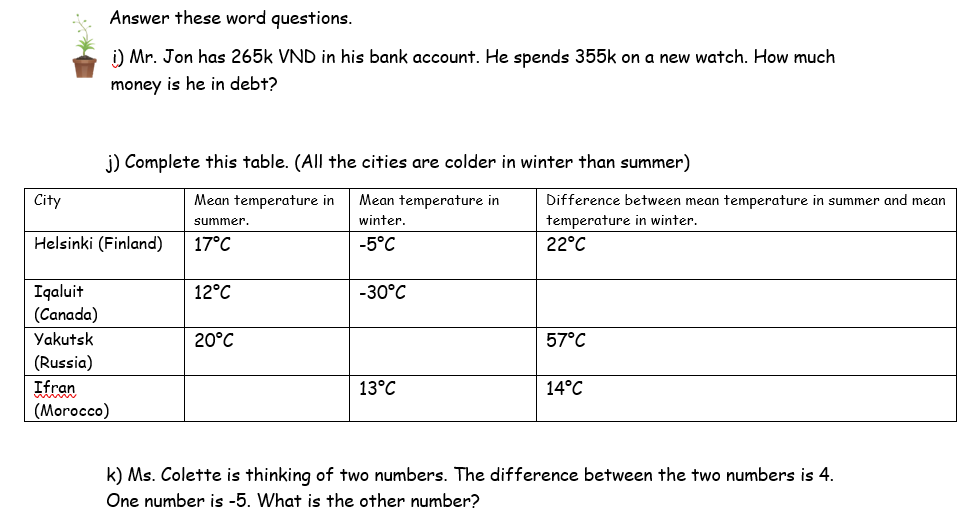 Answer these word questions.
i) Mr. Jon has 265k VND in his bank account. He spends 355k on a new watch. How much
money is he in debt?
j) Complete this table. (All the cities are colder in winter than summer)
City
Mean temperature in
summer.
Mean temperature in
winter.
Difference between mean temperature in summer and mean
temperature in winter.
Helsinki (Finland)
17°C
-5°C
22°C
Iqaluit
(Canada)
12°C
-30°C
Yakutsk
(Russia)
20°C
57°C
Ifran
(Morocco)
13°C
14°C
k) Ms. Colette is thinking of two numbers. The difference between the two numbers is 4.
One number is -5. What is the other number?